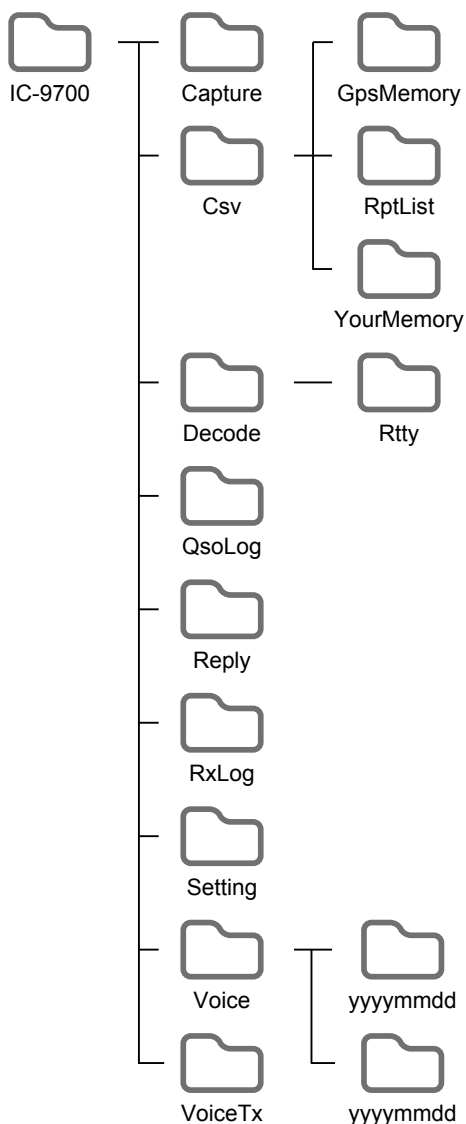 IC-9700
Capture
GpsMemory
Csv
RptList
YourMemory
Decode
Rtty
QsoLog
Reply
RxLog
Setting
Voice
yyyymmdd
VoiceTx
yyyymmdd